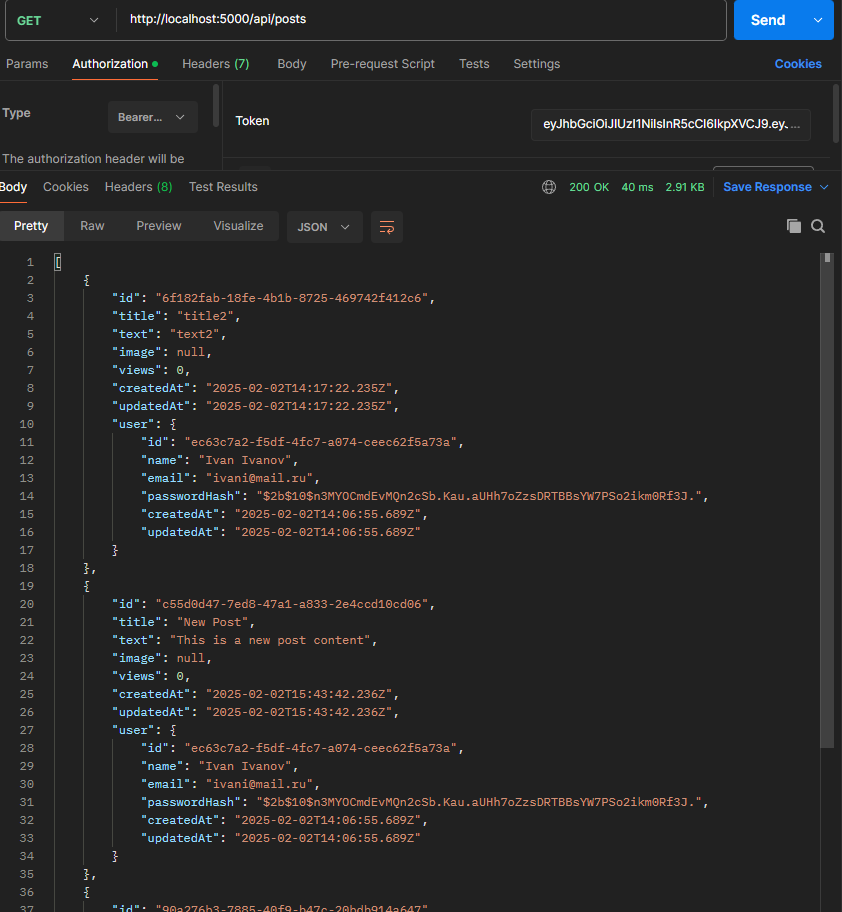 GET http://localhost:5000/api/posts Send
Params Authorization Headers (7) Body Pre-request Script Tests Settings Cookies
Type Bearer... Token eyJhbGciOiJIUzI1NiIsInR5cCI6IkpXVCJ9.eyJ...
The authorization header will be
Body Cookies Headers (8) Test Results 200 OK 40 ms 2.91 KB Save Response
Pretty Raw Preview Visualize JSON
1 [
2 {
3 "id": "6f182fab-18fe-4b1b-8725-469742f412c6",
4 "title": "title2",
5 "text": "text2",
6 "image": null,
7 "views": 0,
8 "createdAt": "2025-02-02T14:17:22.235Z",
9 "updatedAt": "2025-02-02T14:17:22.235Z",
10 "user": {
11 "id": "ec63c7a2-f5df-4fc7-a074-ceec62f5a73a",
12 "name": "Ivan Ivanov",
13 "email": "ivani@mail.ru",
14 "passwordHash": "$2b$10$n3MYOCmdEvMQn2cSb.Kau.aUHh7oZzsDRTBBsYW7PSo2ikm0Rf3J.",
15 "createdAt": "2025-02-02T14:06:55.689Z",
16 "updatedAt": "2025-02-02T14:06:55.689Z"
17 }
18 },
19 {
20 "id": "c55d0d47-7ed8-47a1-a833-2e4ccd10cd06",
21 "title": "New Post",
22 "text": "This is a new post content",
23 "image": null,
24 "views": 0,
25 "createdAt": "2025-02-02T15:43:42.236Z",
26 "updatedAt": "2025-02-02T15:43:42.236Z",
27 "user": {
28 "id": "ec63c7a2-f5df-4fc7-a074-ceec62f5a73a",
29 "name": "Ivan Ivanov",
30 "email": "ivani@mail.ru",
31 "passwordHash": "$2b$10$n3MYOCmdEvMQn2cSb.Kau.aUHh7oZzsDRTBBsYW7PSo2ikm0Rf3J.",
32 "createdAt": "2025-02-02T14:06:55.689Z",
33 "updatedAt": "2025-02-02T14:06:55.689Z"
34 }
35 },
36 {
37 "id": "90a276b3-7885-40f9-b47c-20bdb914a647"